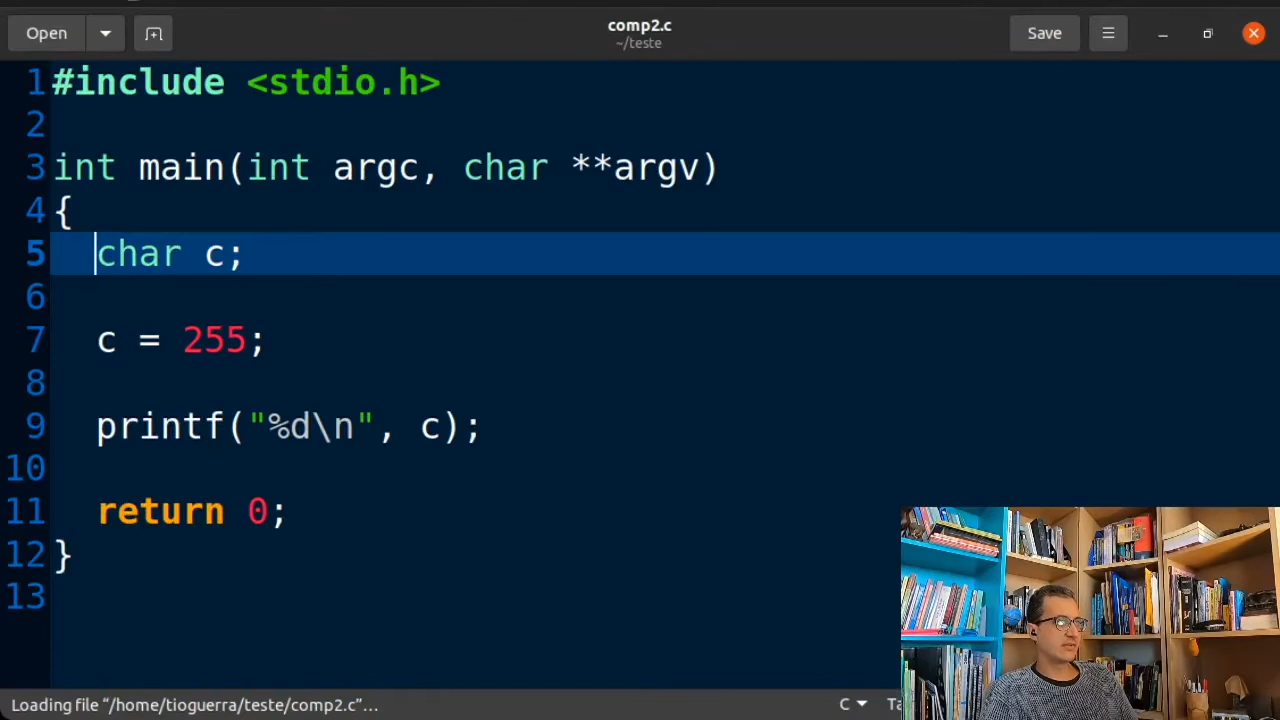 Open
comp2.c
~/teste
Save
1 #include <stdio.h>
2
3 int main(int argc, char **argv)
4 {
5 char c;
6
7 c = 255;
8
9 printf("%d\n", c);
10
11 return 0;
12 }
13
Loading file “/home/tioguerra/teste/comp2.c”…
C